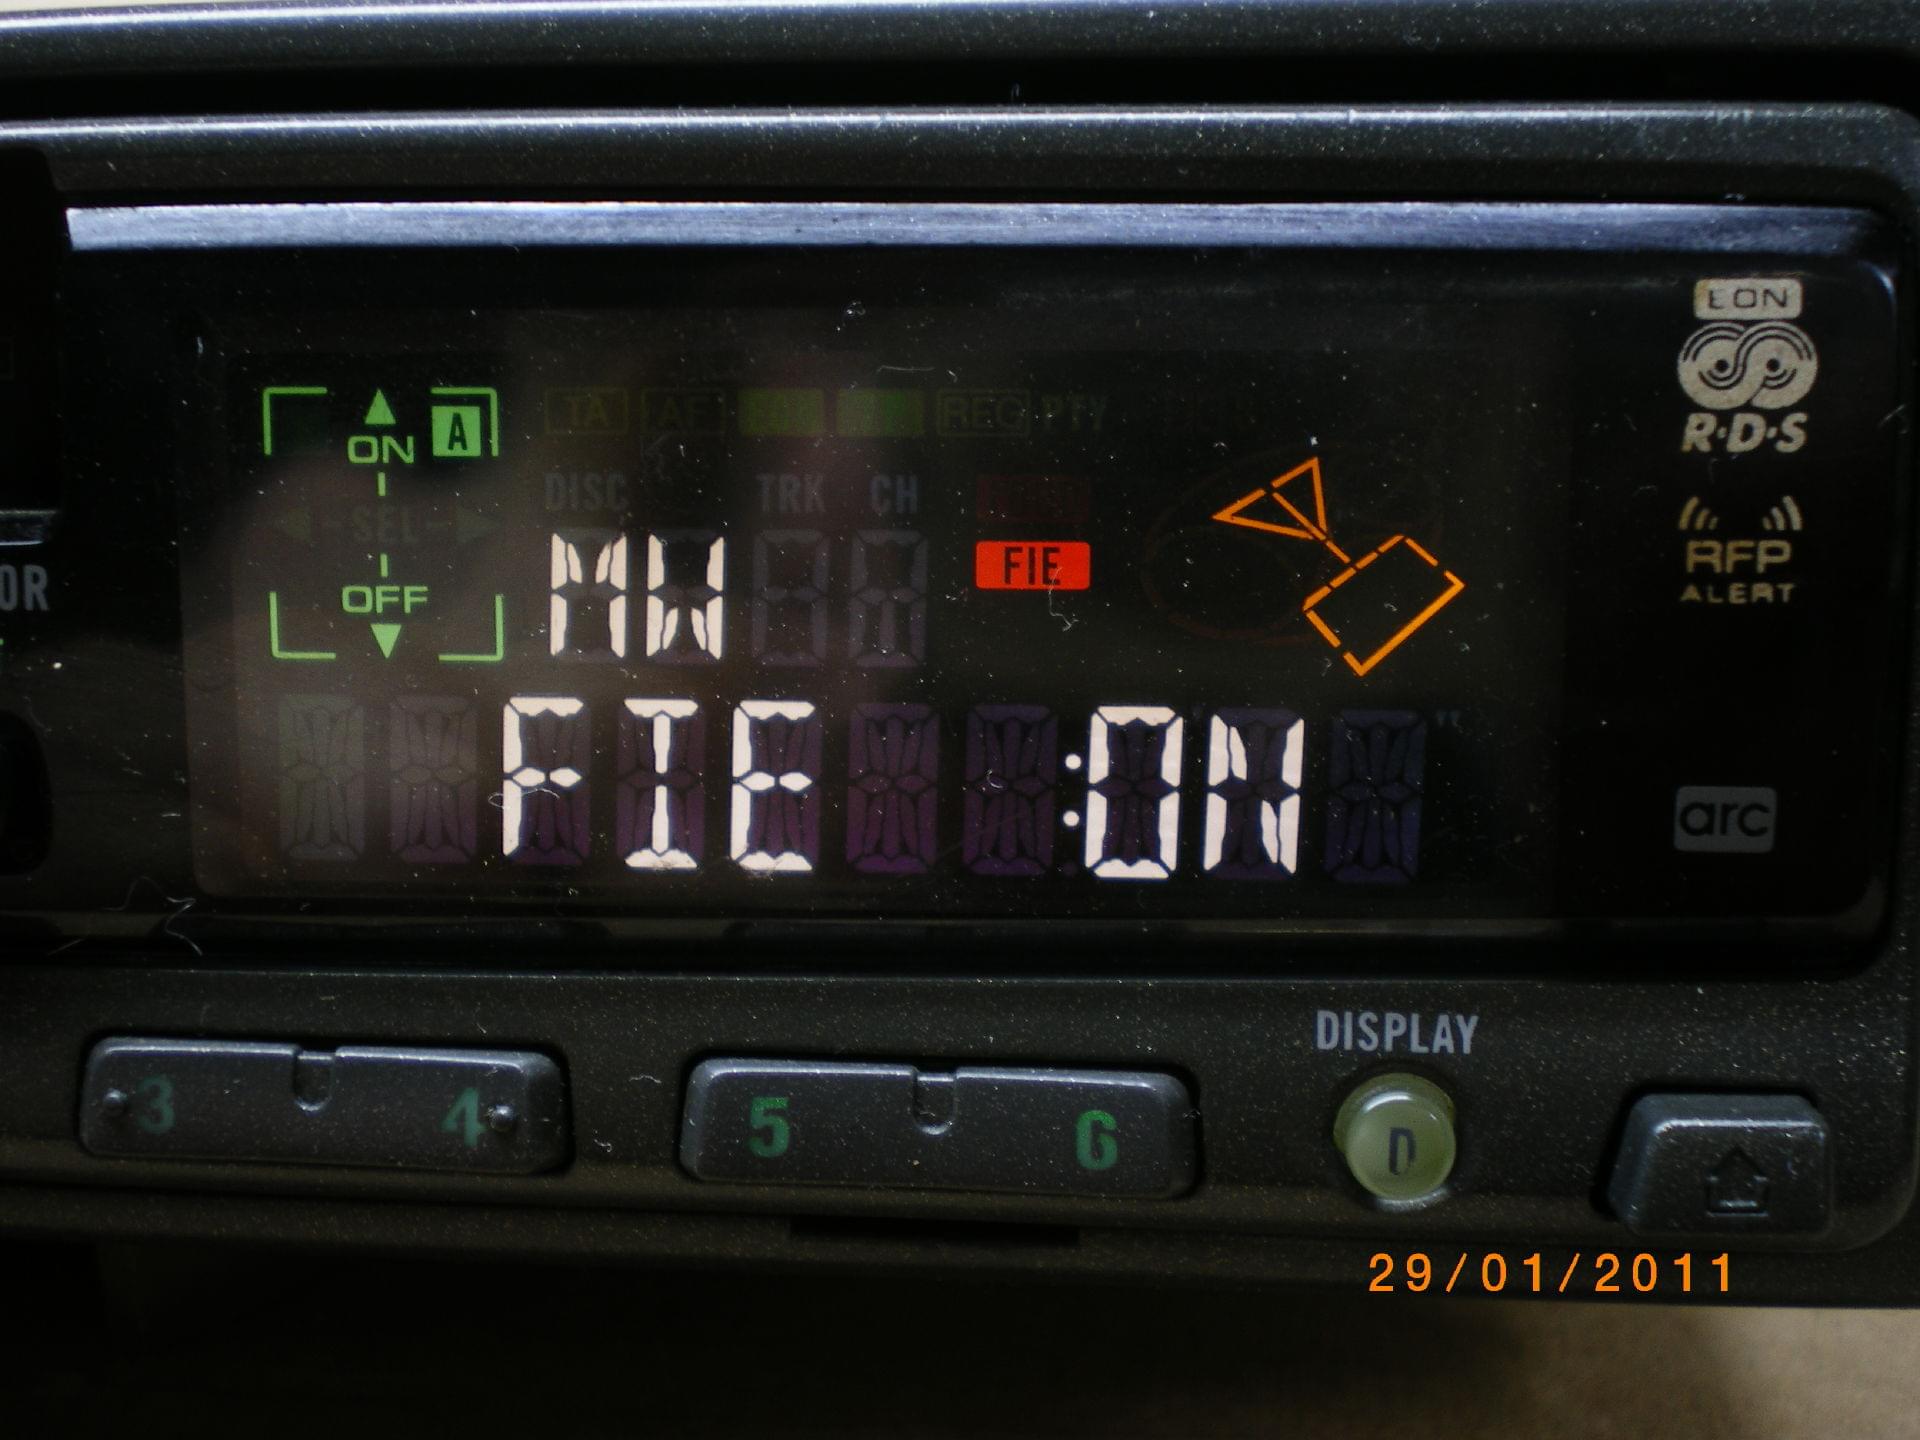 EON
R·D·S
ON A
TA AF REG PTY
SEL
DISC TRK CH
MW
FIE
RFP
ALERT
OFF
OR
FIE :ON
arc
DISPLAY
3 4 5 6 D
29/01/2011